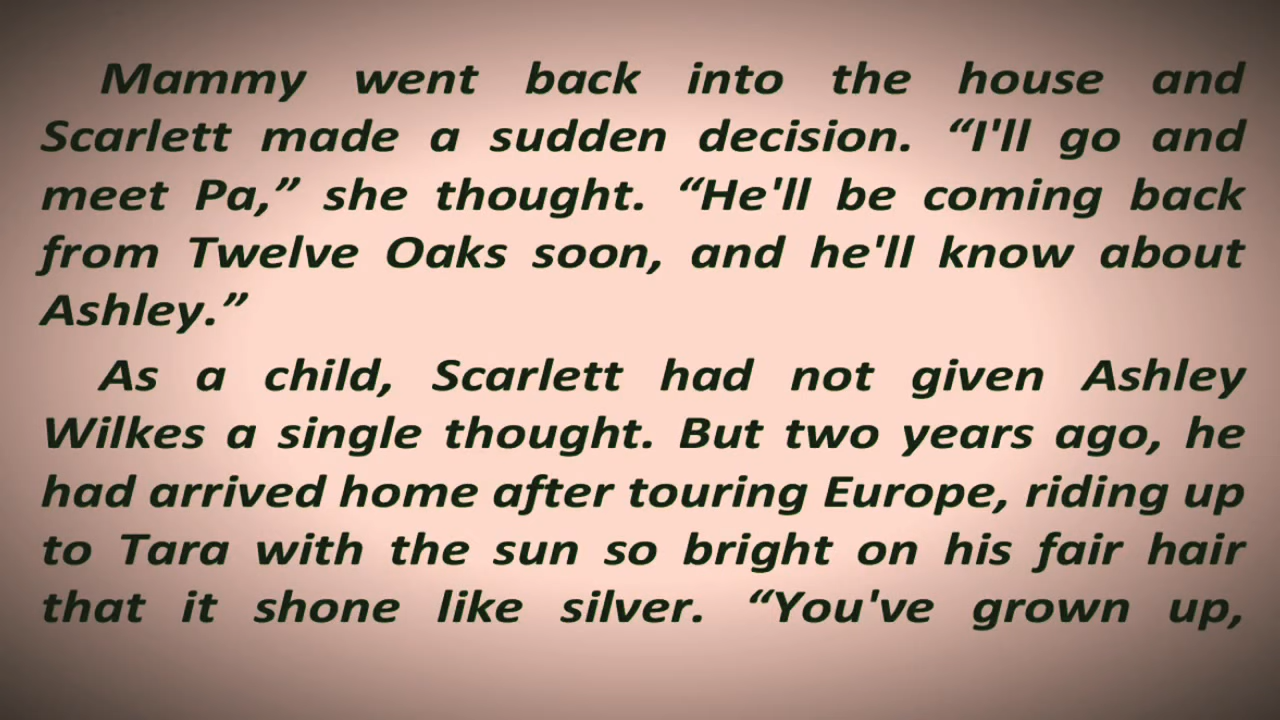 Mammy went back into the house and
Scarlett made a sudden decision. “I'll go and
meet Pa,” she thought. “He'll be coming back
from Twelve Oaks soon, and he'll know about
Ashley.”
As a child, Scarlett had not given Ashley
Wilkes a single thought. But two years ago, he
had arrived home after touring Europe, riding up
to Tara with the sun so bright on his fair hair
that it shone like silver. “You've grown up,